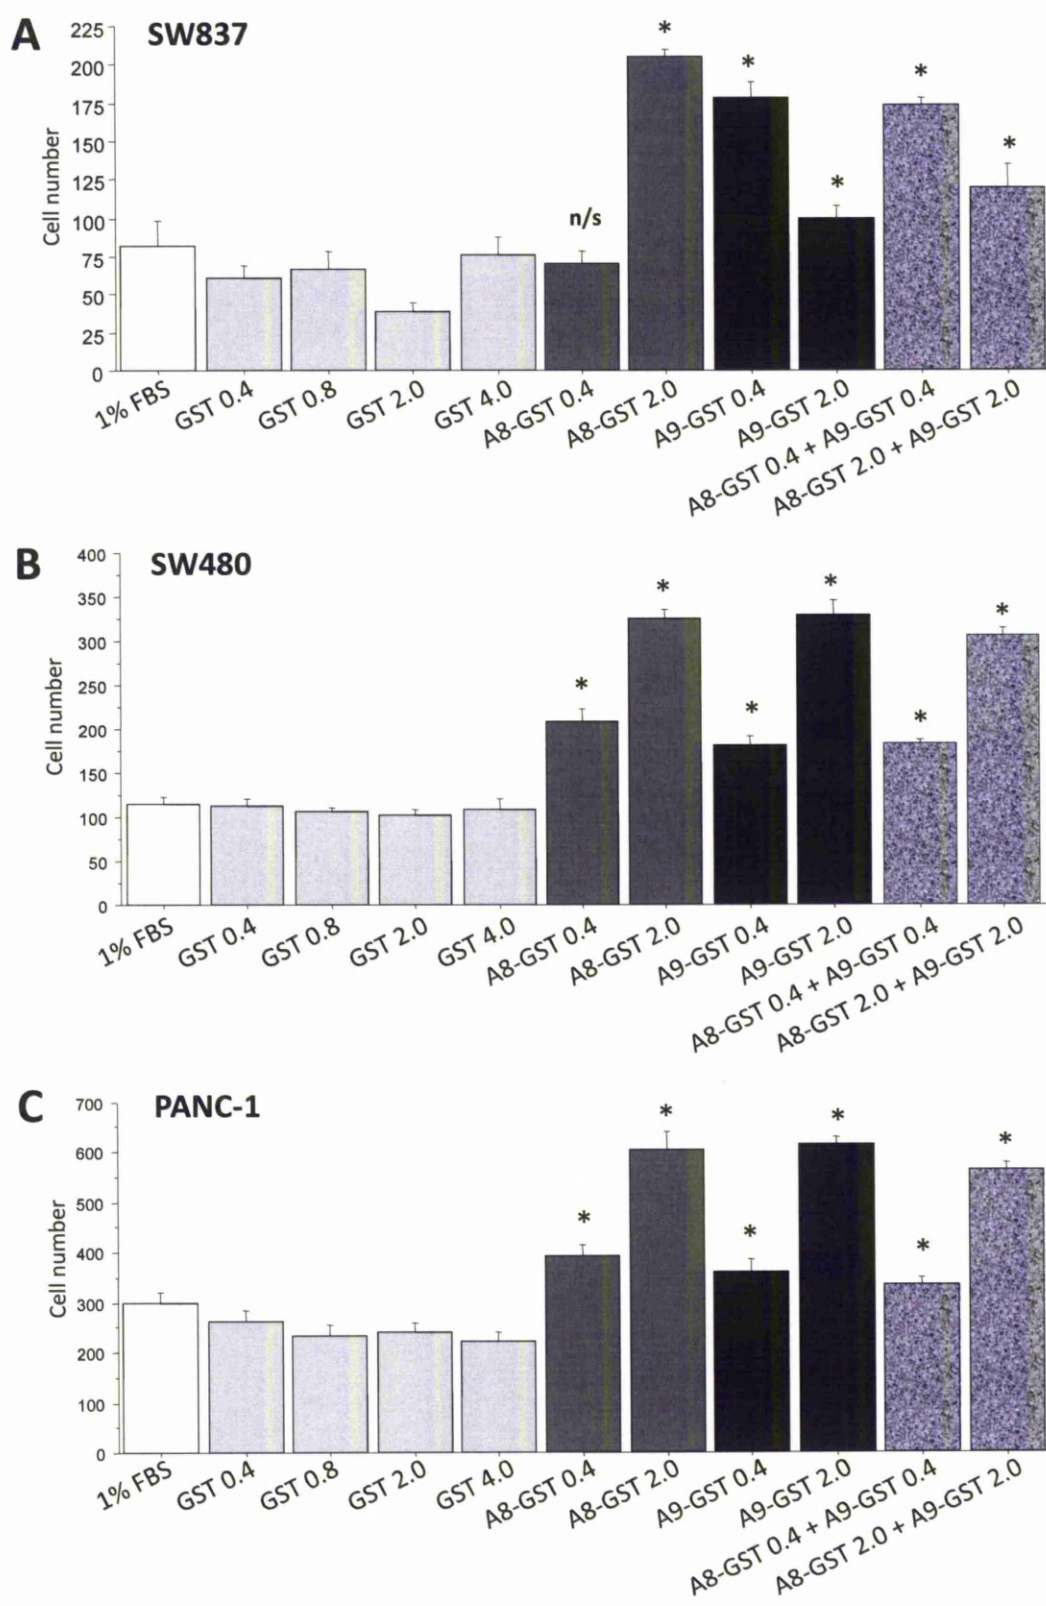 A
SW837
225
200
175
150
125
100
75
50
25
0
Cell number
n/s
*
*
*
*
*
1% FBS
GST 0.4
GST 0.8
GST 2.0
GST 4.0
A8-GST 0.4
A8-GST 2.0
A9-GST 0.4
A9-GST 2.0
A8-GST 0.4 + A9-GST 0.4
A8-GST 2.0 + A9-GST 2.0
B
SW480
400
350
300
250
200
150
100
50
0
Cell number
*
*
*
*
*
*
1% FBS
GST 0.4
GST 0.8
GST 2.0
GST 4.0
A8-GST 0.4
A8-GST 2.0
A9-GST 0.4
A9-GST 2.0
A8-GST 0.4 + A9-GST 0.4
A8-GST 2.0 + A9-GST 2.0
C
PANC-1
700
600
500
400
300
200
100
0
Cell number
*
*
*
*
*
*
1% FBS
GST 0.4
GST 0.8
GST 2.0
GST 4.0
A8-GST 0.4
A8-GST 2.0
A9-GST 0.4
A9-GST 2.0
A8-GST 0.4 + A9-GST 0.4
A8-GST 2.0 + A9-GST 2.0